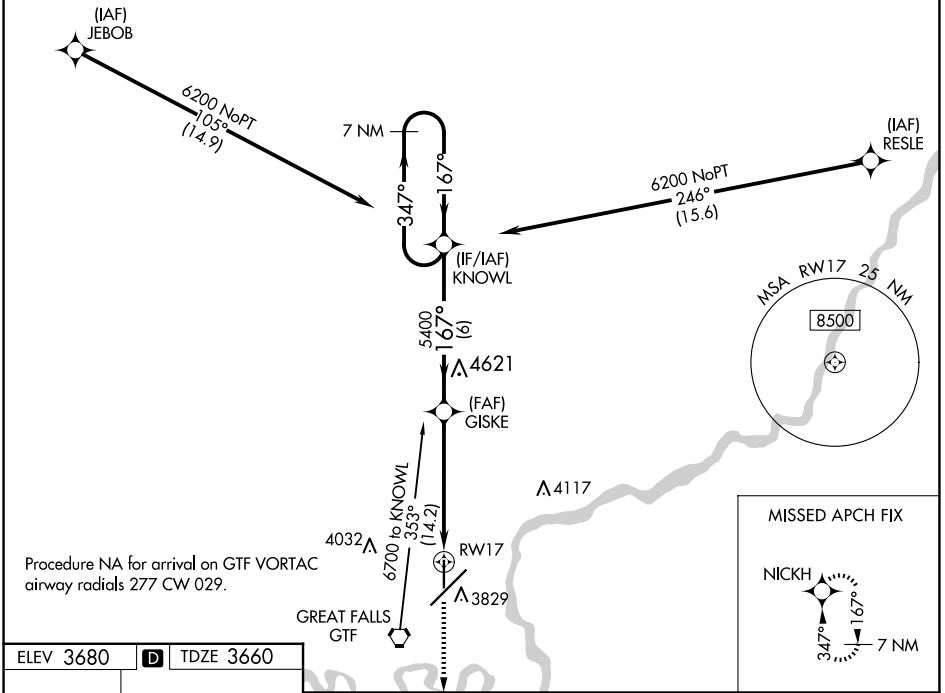 (IAF)
JEBOB
6200 NoPT
105°
(14.9)
7 NM
347°
167°
(IAF)
RESLE
6200 NoPT
246°
(15.6)
(IF/IAF)
KNOWL
MSA RW17 25 NM
8500
5400
167°
(6)
4621
(FAF)
GISKE
4117
6700 to KNOWL
353°
(14.2)
4032
RW17
3829
Procedure NA for arrival on GTF VORTAC
airway radials 277 CW 029.
GREAT FALLS
GTF
MISSED APCH FIX
NICKH
347°
167°
7 NM
ELEV 3680 D TDZE 3660